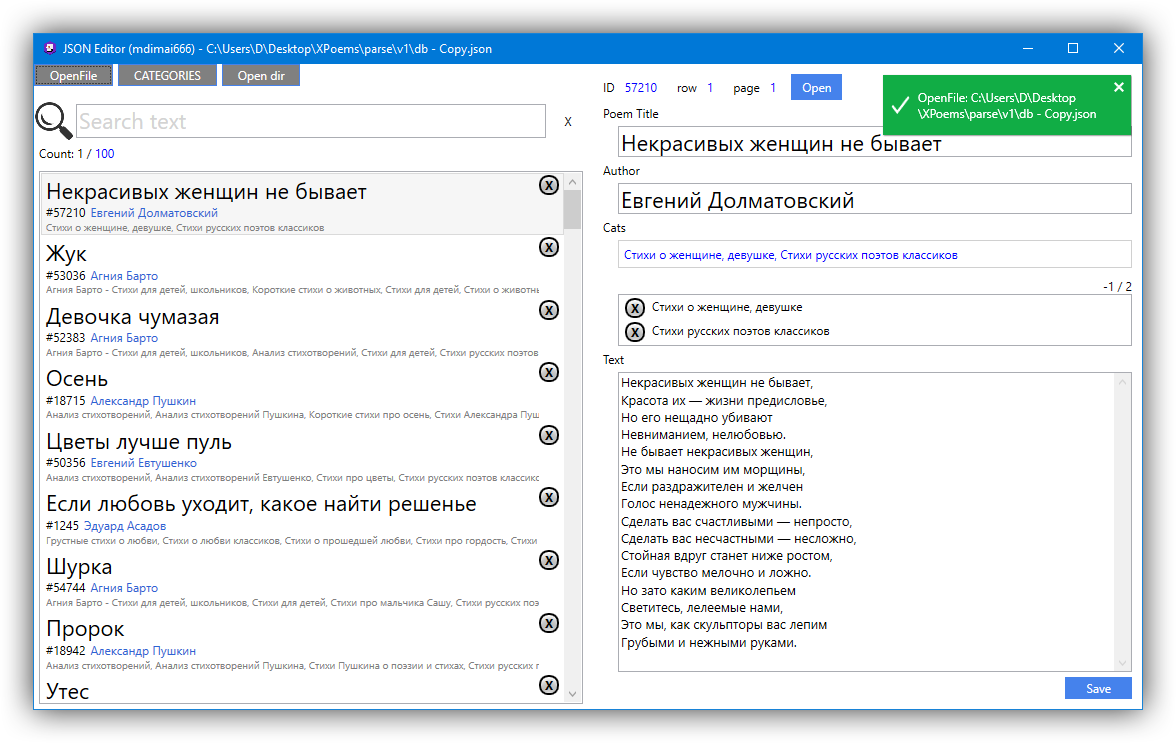 JSON Editor (mdimai666) - C:\Users\D\Desktop\XPoems\parse\v1\db - Copy.json
OpenFile CATEGORIES Open dir
Search text X
Count: 1 / 100
Некрасивых женщин не бывает X
#57210 Евгений Долматовский
Стихи о женщине, девушке, Стихи русских поэтов классиков
Жук X
#53036 Агния Барто
Агния Барто - Стихи для детей, школьников, Короткие стихи о животных, Стихи для детей, Стихи о животнь
Девочка чумазая X
#52383 Агния Барто
Агния Барто - Стихи для детей, школьников, Анализ стихотворений, Стихи для детей, Стихи русских поэтов
Осень X
#18715 Александр Пушкин
Анализ стихотворений, Анализ стихотворений Пушкина, Короткие стихи про осень, Стихи Александра Пуш
Цветы лучше пуль X
#50356 Евгений Евтушенко
Анализ стихотворений, Анализ стихотворений Евтушенко, Стихи про цветы, Стихи русских поэтов классикс
Если любовь уходит, какое найти решенье X
#1245 Эдуард Асадов
Грустные стихи о любви, Стихи о любви классиков, Стихи о прошедшей любви, Стихи про гордость, Стихи
Шурка X
#54744 Агния Барто
Агния Барто - Стихи для детей, школьников, Стихи для детей, Стихи про мальчика Сашу, Стихи русских поэ
Пророк X
#18942 Александр Пушкин
Анализ стихотворений, Анализ стихотворений Пушкина, Стихи Пушкина о поэзии и стихах, Стихи русских г
Утес X
ID 57210 row 1 page 1 Open
OpenFile: C:\Users\D\Desktop
\XPoems\parse\v1\db - Copy.json
Poem Title
Некрасивых женщин не бывает
Author
Евгений Долматовский
Cats
Стихи о женщине, девушке, Стихи русских поэтов классиков
-1 / 2
X Стихи о женщине, девушке
X Стихи русских поэтов классиков
Text
Некрасивых женщин не бывает,
Красота их — жизни предисловье,
Но его нещадно убивают
Невниманием, нелюбовью.
Не бывает некрасивых женщин,
Это мы наносим им морщины,
Если раздражителен и желчен
Голос ненадежного мужчины.
Сделать вас счастливыми — непросто,
Сделать вас несчастными — несложно,
Стойная вдруг станет ниже ростом,
Если чувство мелочно и ложно.
Но зато каким великолепьем
Светитесь, лелеемые нами,
Это мы, как скульпторы вас лепим
Грубыми и нежными руками.
Save